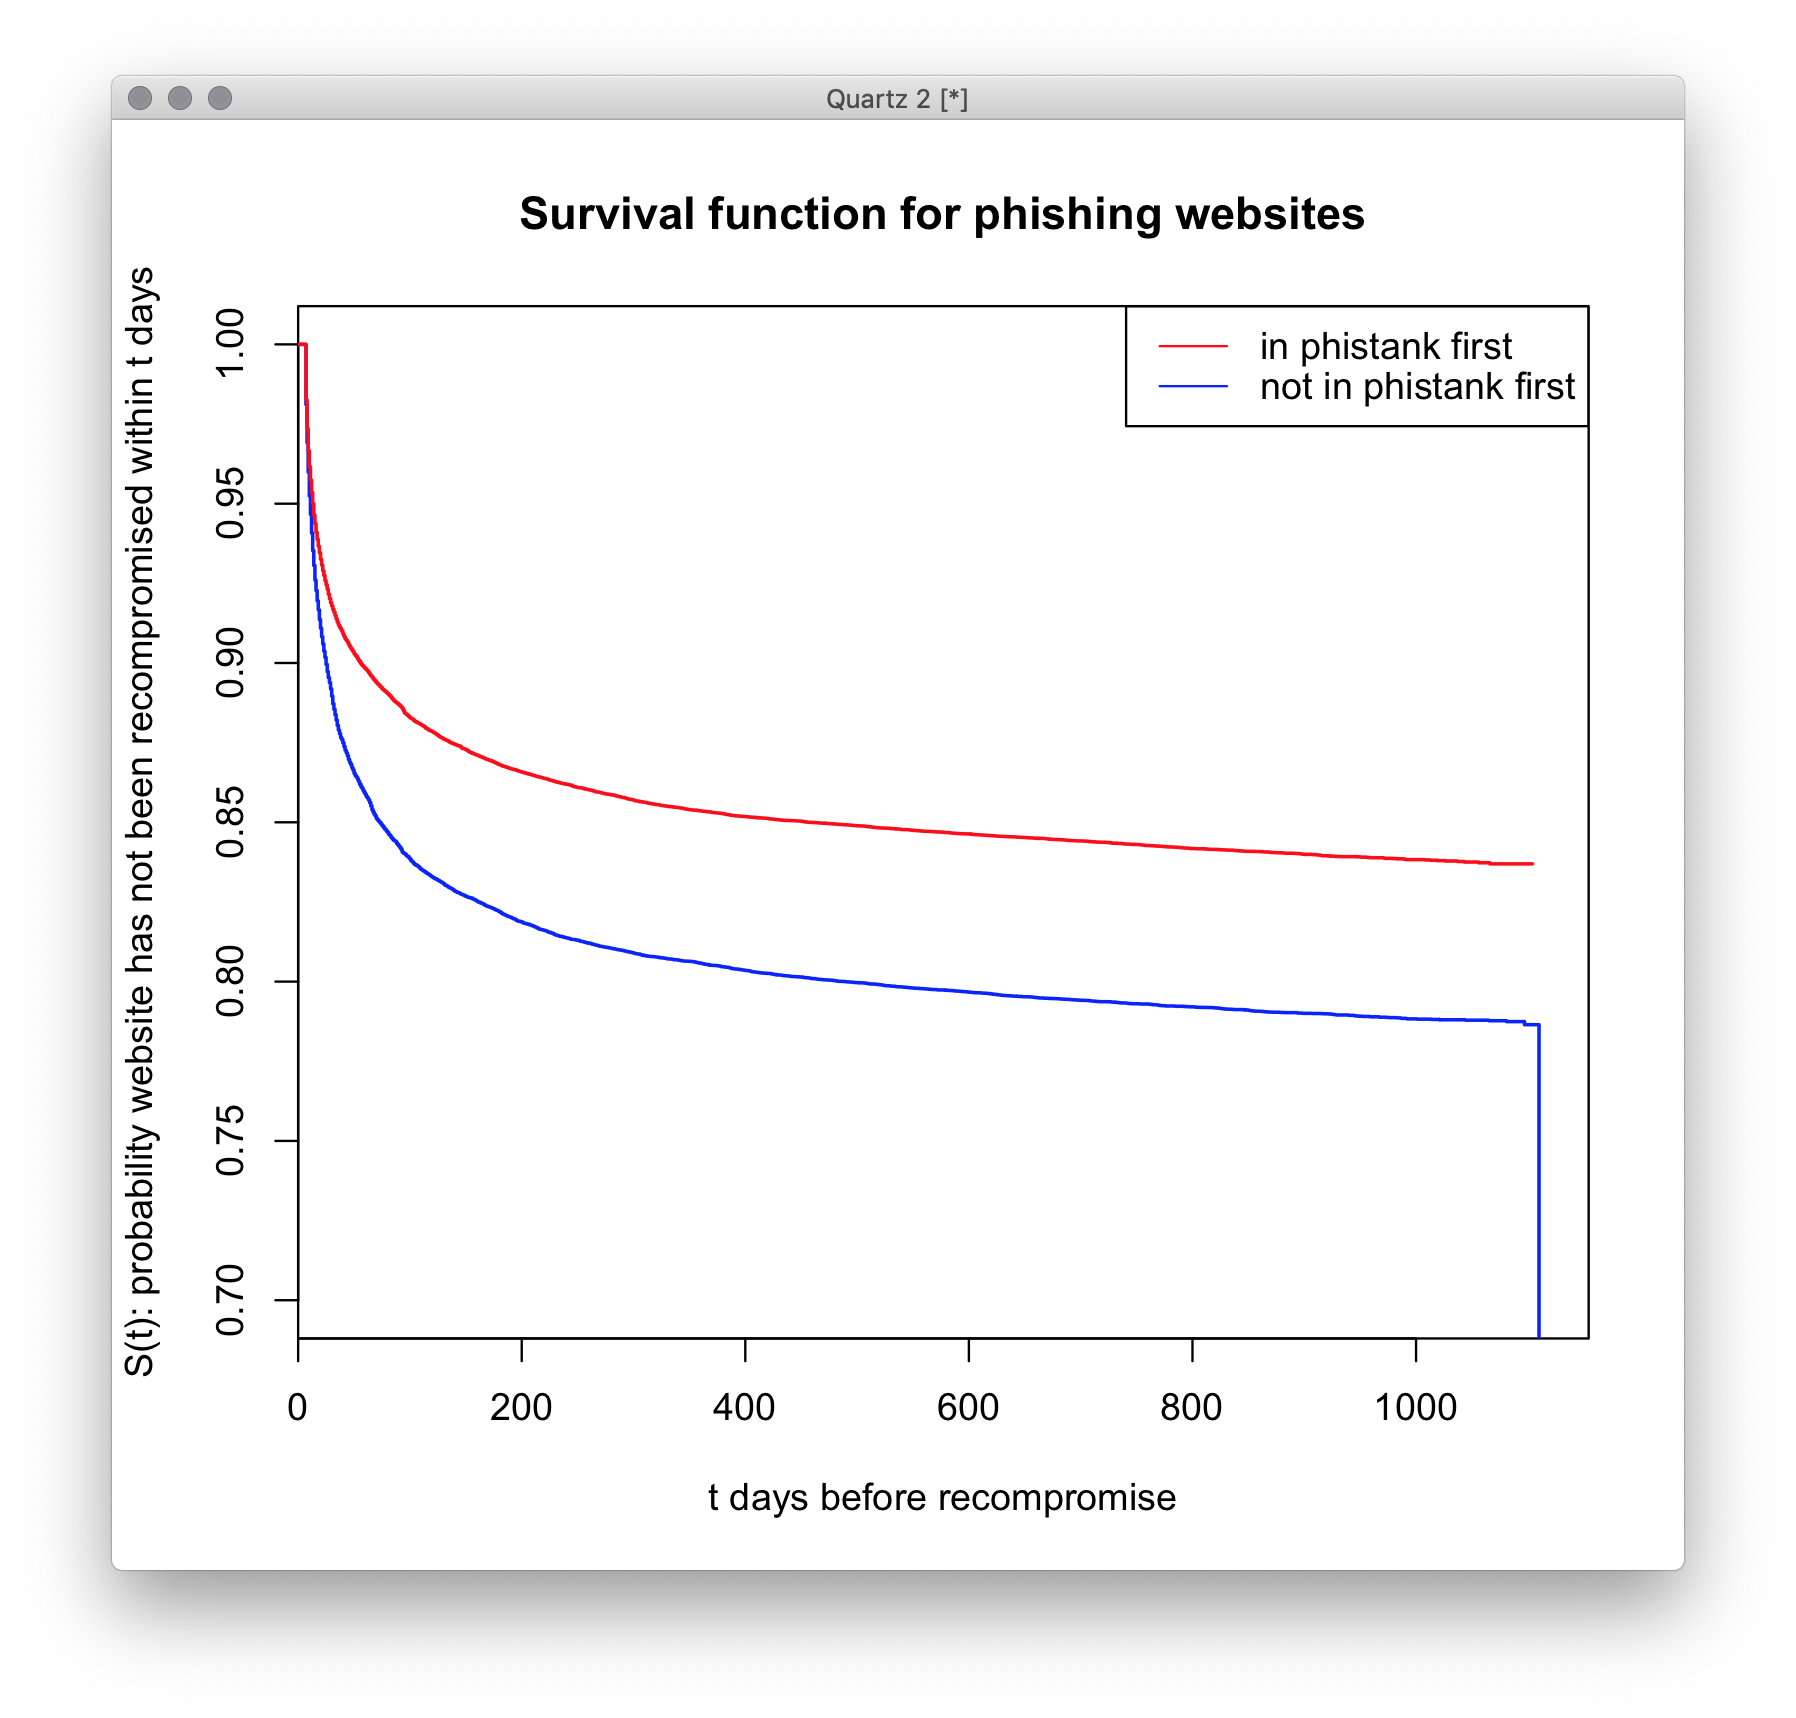 Quartz 2 [*]
Survival function for phishing websites
S(t): probability website has not been recompromised within t days
1.00
0.95
0.90
0.85
0.80
0.75
0.70
in phistank first
not in phistank first
0 200 400 600 800 1000
t days before recompromise